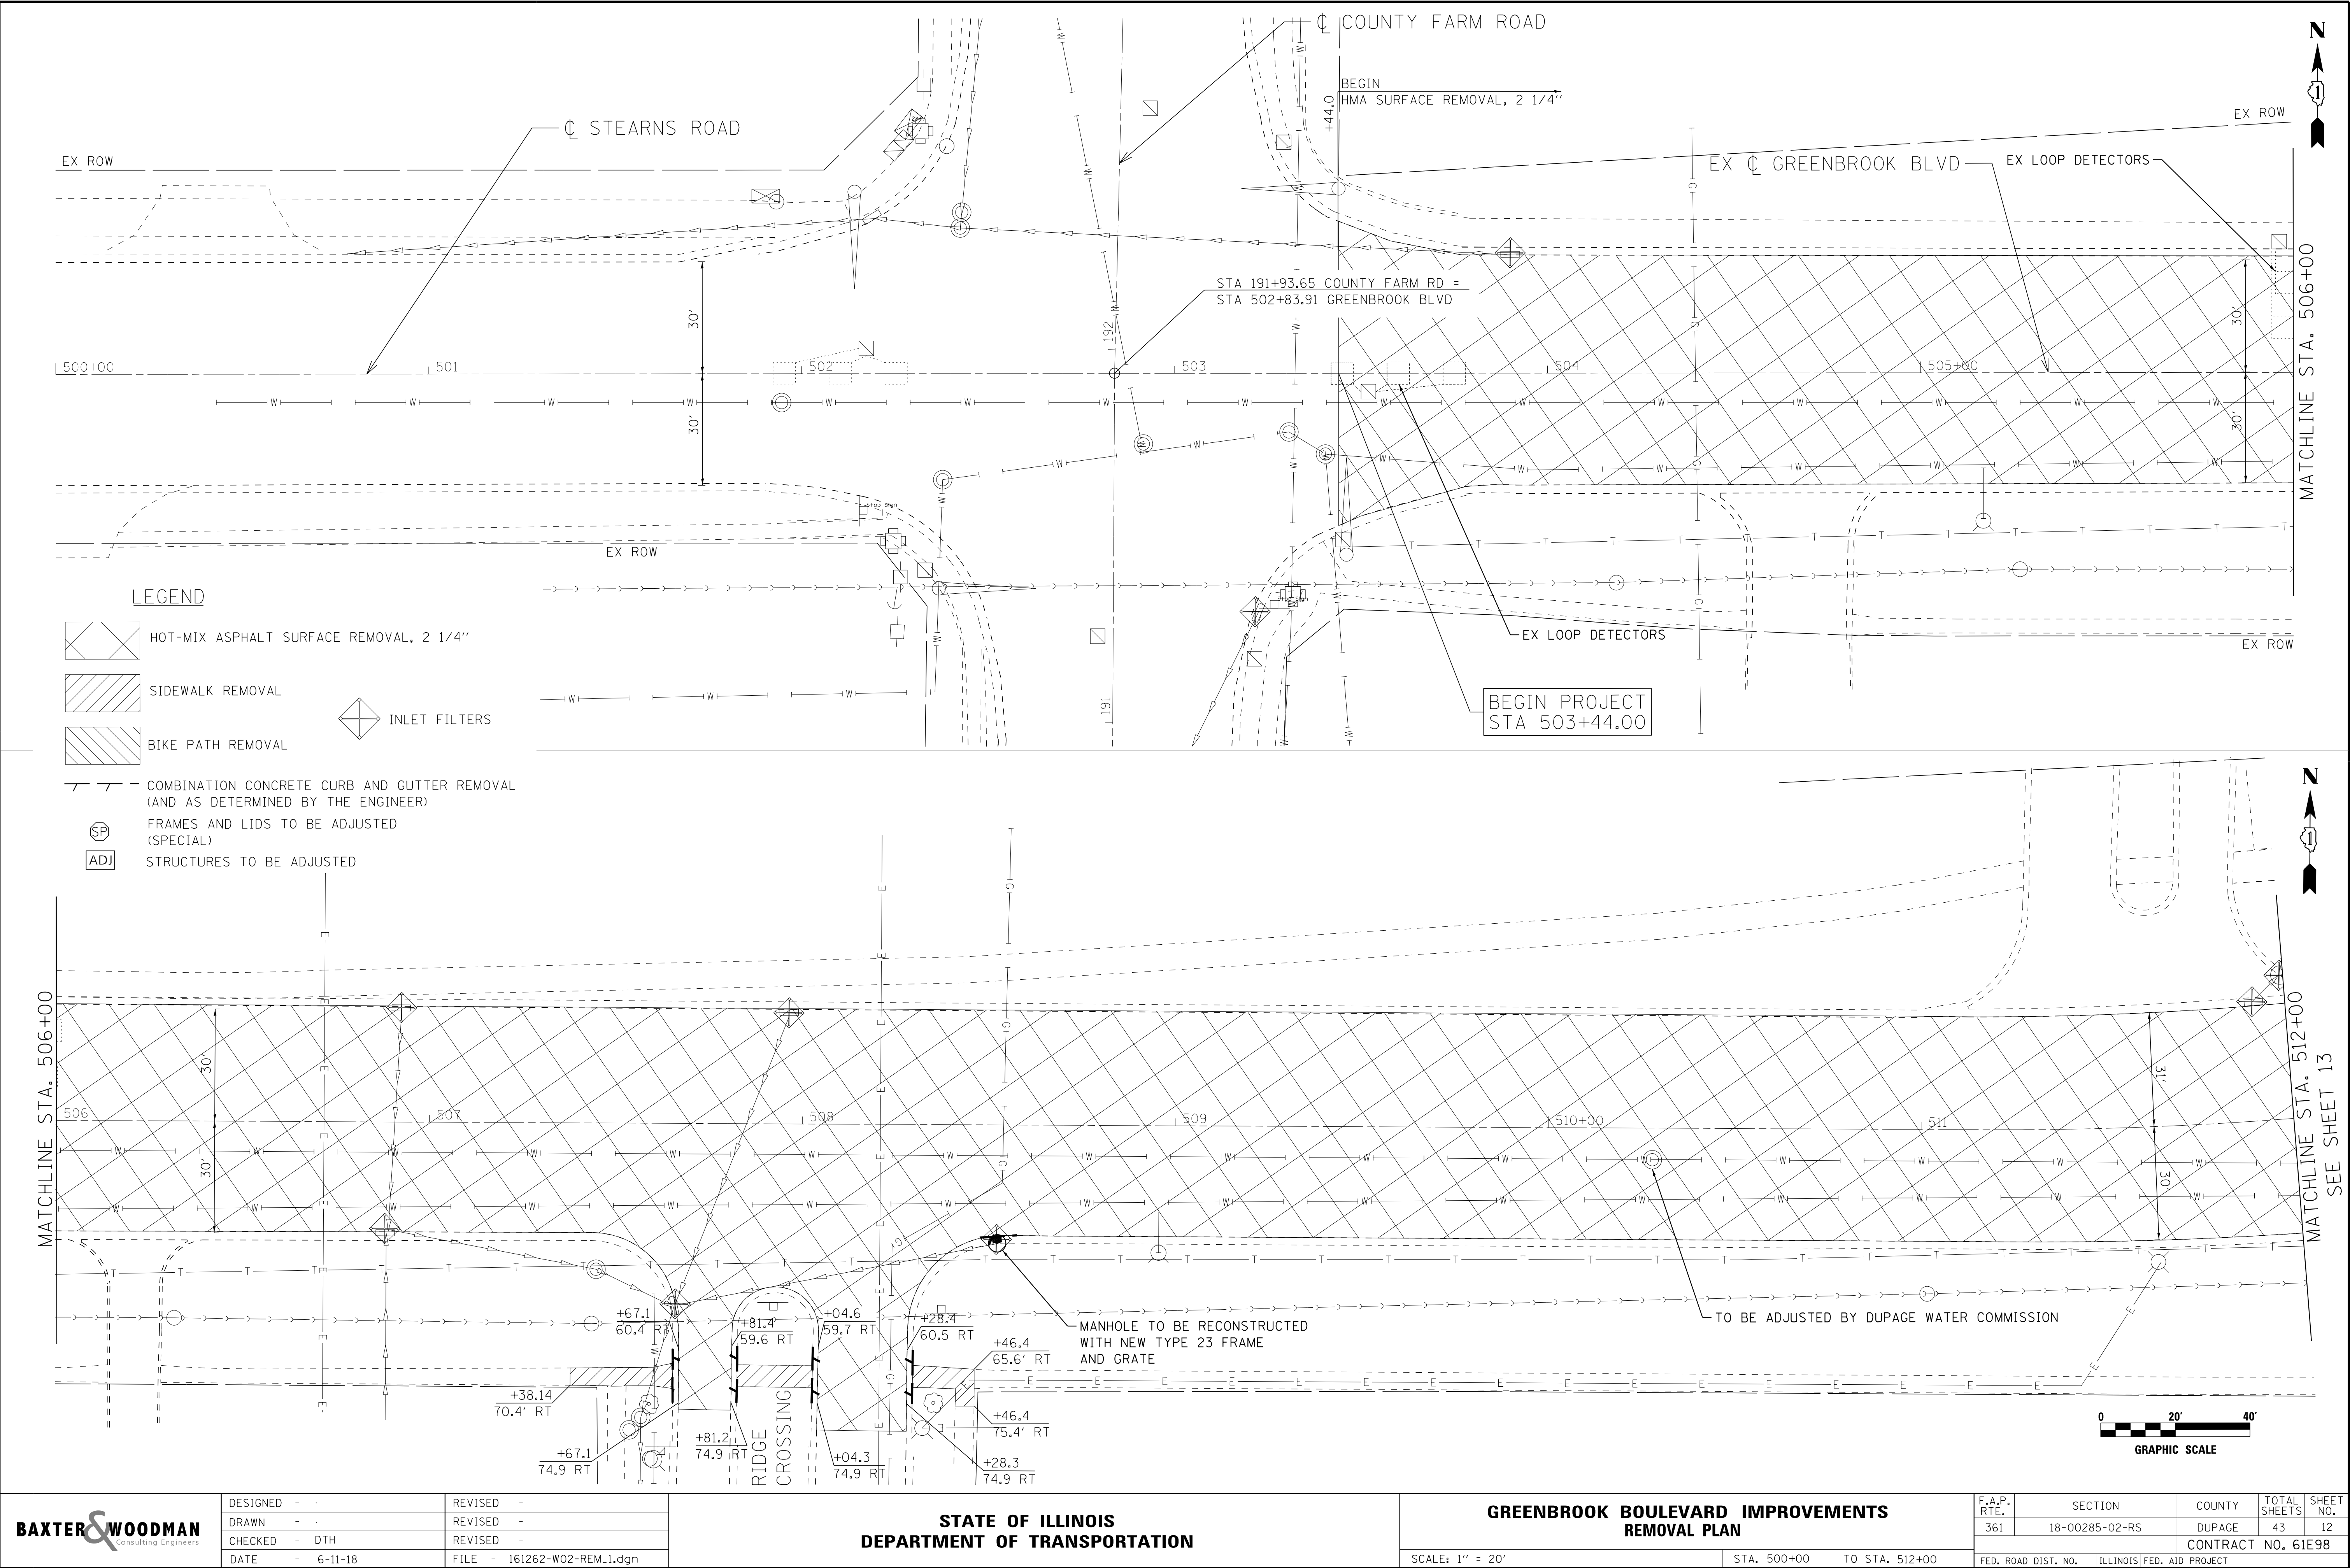 ℄ COUNTY FARM ROAD
N
BEGIN
HMA SURFACE REMOVAL, 2 1/4"
+44.0
EX ROW
℄ STEARNS ROAD
EX ROW
EX ℄ GREENBROOK BLVD
EX LOOP DETECTORS
STA 191+93.65 COUNTY FARM RD =
STA 502+83.91 GREENBROOK BLVD
30'
30'
192
30'
30'
500+00
501
502
503
504
505+00
MATCHLINE STA. 506+00
EX ROW
Stop Sign
191
EX LOOP DETECTORS
EX ROW
BEGIN PROJECT
STA 503+44.00
LEGEND
HOT-MIX ASPHALT SURFACE REMOVAL, 2 1/4"
SIDEWALK REMOVAL
INLET FILTERS
BIKE PATH REMOVAL
COMBINATION CONCRETE CURB AND GUTTER REMOVAL
(AND AS DETERMINED BY THE ENGINEER)
SP
FRAMES AND LIDS TO BE ADJUSTED
(SPECIAL)
ADJ
STRUCTURES TO BE ADJUSTED
N
MATCHLINE STA. 506+00
30'
30'
506
507
508
509
510+00
511
31'
30'
MATCHLINE STA. 512+00
SEE SHEET 13
+67.1
60.4 RT
+81.4
59.6 RT
+04.6
59.7 RT
+28.4
60.5 RT
+46.4
65.6' RT
MANHOLE TO BE RECONSTRUCTED
WITH NEW TYPE 23 FRAME
AND GRATE
TO BE ADJUSTED BY DUPAGE WATER COMMISSION
+38.14
70.4' RT
+67.1
74.9 RT
+81.2
74.9 RT
RIDGE
CROSSING
+04.3
74.9 RT
+46.4
75.4' RT
+28.3
74.9 RT
0 20' 40'
GRAPHIC SCALE
BAXTER & WOODMAN
Consulting Engineers
DESIGNED - .
DRAWN - .
CHECKED - DTH
DATE - 6-11-18
REVISED -
REVISED -
REVISED -
FILE - 161262-W02-REM_1.dgn
STATE OF ILLINOIS
DEPARTMENT OF TRANSPORTATION
GREENBROOK BOULEVARD IMPROVEMENTS
REMOVAL PLAN
SCALE: 1" = 20'
STA. 500+00 TO STA. 512+00
F.A.P. RTE.
SECTION
COUNTY
TOTAL SHEETS
SHEET NO.
361
18-00285-02-RS
DUPAGE
43
12
CONTRACT NO. 61E98
FED. ROAD DIST. NO.
ILLINOIS
FED. AID PROJECT